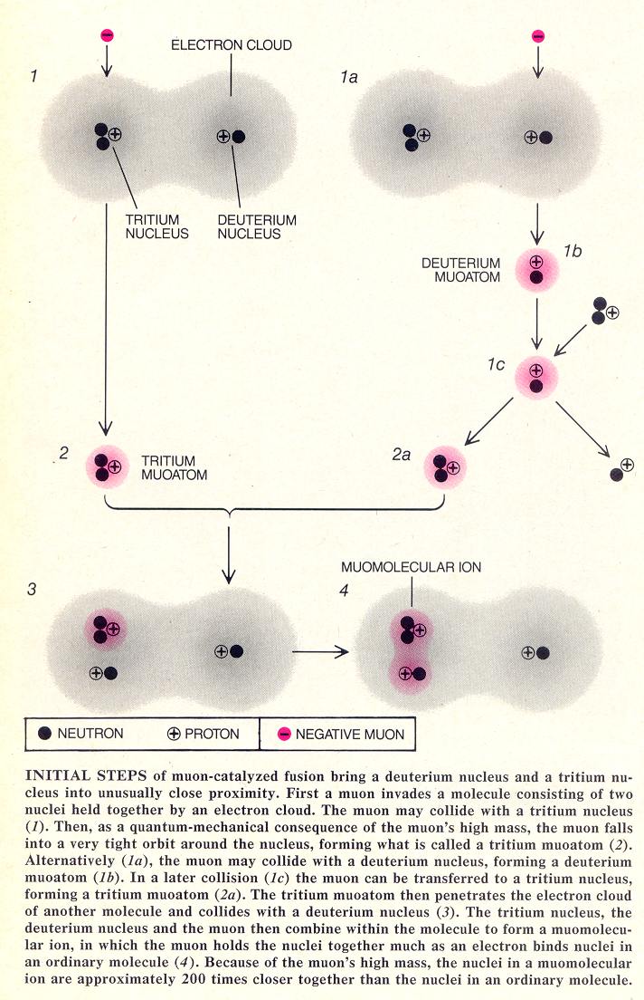 1
ELECTRON CLOUD
1a
TRITIUM
NUCLEUS
DEUTERIUM
NUCLEUS
1b
DEUTERIUM
MUOATOM
1c
2
TRITIUM
MUOATOM
2a
3
MUOMOLECULAR ION
4
NEUTRON
PROTON
NEGATIVE MUON
INITIAL STEPS of muon-catalyzed fusion bring a deuterium nucleus and a tritium nu-
cleus into unusually close proximity. First a muon invades a molecule consisting of two
nuclei held together by an electron cloud. The muon may collide with a tritium nucleus
(1). Then, as a quantum-mechanical consequence of the muon's high mass, the muon falls
into a very tight orbit around the nucleus, forming what is called a tritium muoatom (2).
Alternatively (1a), the muon may collide with a deuterium nucleus, forming a deuterium
muoatom (1b). In a later collision (1c) the muon can be transferred to a tritium nucleus,
forming a tritium muoatom (2a). The tritium muoatom then penetrates the electron cloud
of another molecule and collides with a deuterium nucleus (3). The tritium nucleus, the
deuterium nucleus and the muon then combine within the molecule to form a muomolecu-
lar ion, in which the muon holds the nuclei together much as an electron binds nuclei in
an ordinary molecule (4). Because of the muon's high mass, the nuclei in a muomolecular
ion are approximately 200 times closer together than the nuclei in an ordinary molecule.